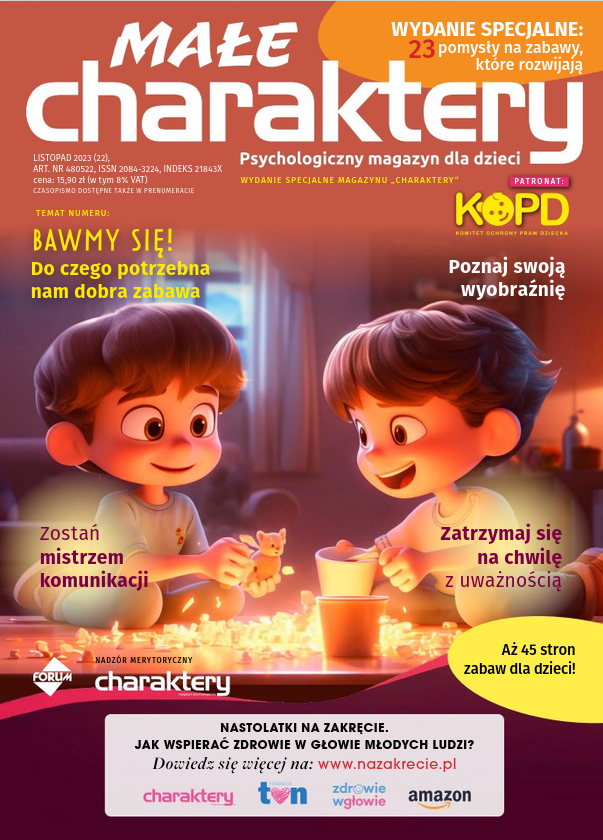 WYDANIE SPECJALNE:
23 pomysły na zabawy,
które rozwijają
MAŁE
charaktery
Psychologiczny magazyn dla dzieci
LISTOPAD 2023 (22),
ART. NR 480522, ISSN 2084-3224, INDEKS 21843X
cena: 15,90 zł (w tym 8% VAT)
CZASOPISMO DOSTĘPNE TAKŻE W PRENUMERACIE
WYDANIE SPECJALNE MAGAZYNU „CHARAKTERY"
PATRONAT:
KOPD
KOMITET OCHRONY PRAW DZIECKA
TEMAT NUMERU:
BAWMY SIĘ!
Do czego potrzebna
nam dobra zabawa
Poznaj swoją
wyobraźnię
Zostań
mistrzem
komunikacji
Zatrzymaj się
na chwilę
z uważnością
Aż 45 stron
zabaw dla dzieci!
NADZÓR MERYTORYCZNY
FORUM
charaktery
NASTOLATKI NA ZAKRĘCIE.
JAK WSPIERAĆ ZDROWIE W GŁOWIE MŁODYCH LUDZI?
Dowiedz się więcej na: www.nazakrecie.pl
charaktery
zdrowie
w głowie
amazon